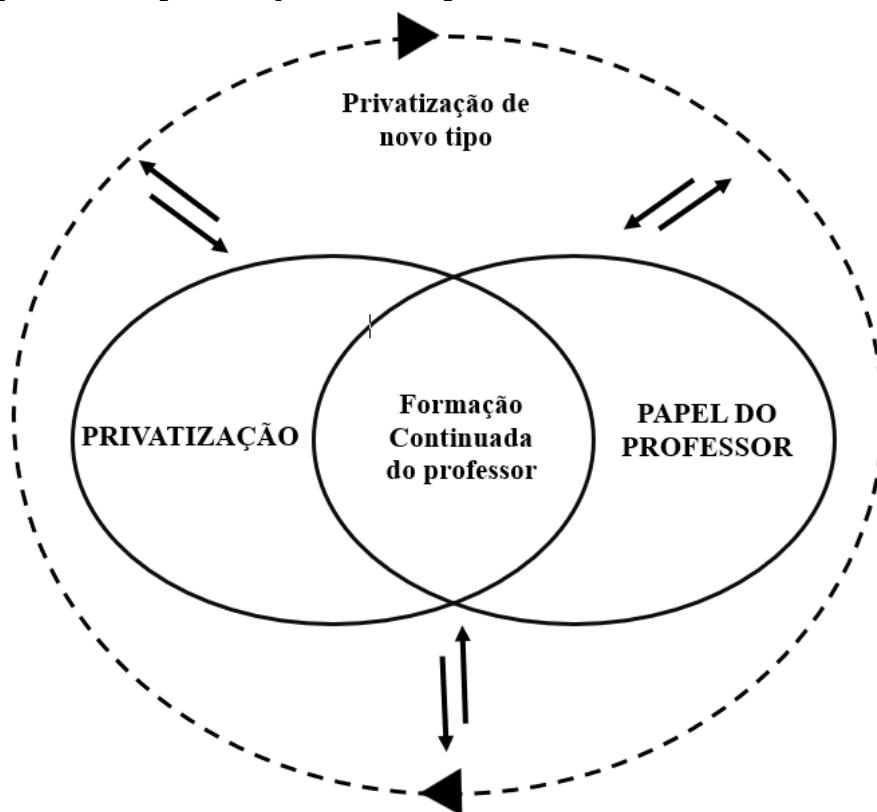 Privatização de
novo tipo
PRIVATIZAÇÃO
Formação
Continuada
do professor
PAPEL DO
PROFESSOR